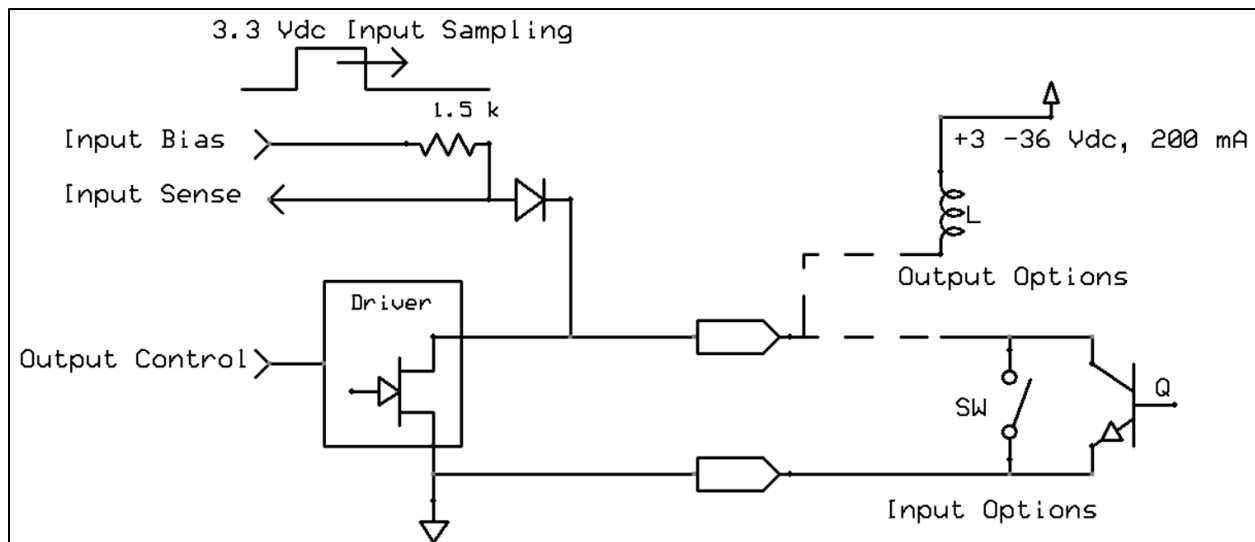 3.3 Vdc Input Sampling
1.5 k
Input Bias
+3 -36 Vdc, 200 mA
Input Sense
L
Output Options
Driver
Output Control
SW
Q
Input Options